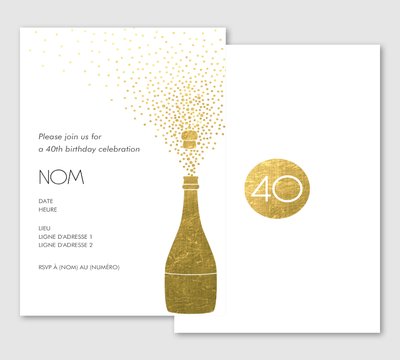 Please join us for
a 40th birthday celebration
NOM
DATE
HEURE
LIEU
LIGNE D'ADRESSE 1
LIGNE D'ADRESSE 2
RSVP À (NOM) AU (NUMÉRO)
40